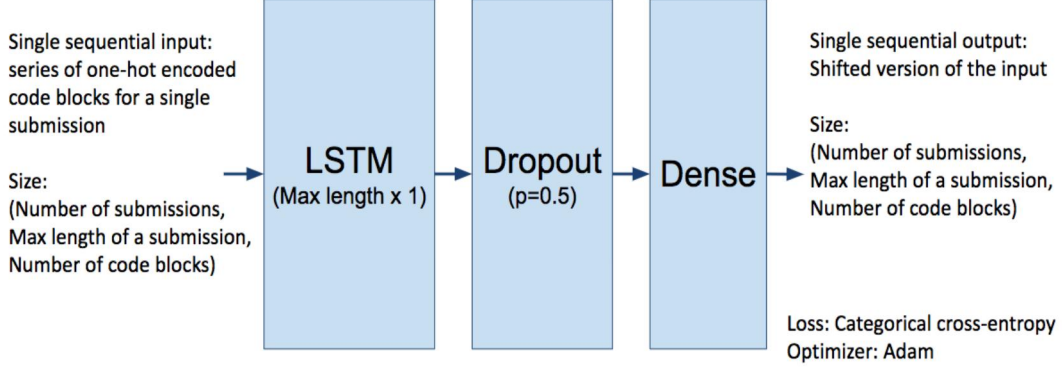 Single sequential input:
series of one-hot encoded
code blocks for a single
submission
Size:
(Number of submissions,
Max length of a submission,
Number of code blocks)
LSTM
(Max length x 1)
Dropout
(p=0.5)
Dense
Single sequential output:
Shifted version of the input
Size:
(Number of submissions,
Max length of a submission,
Number of code blocks)
Loss: Categorical cross-entropy
Optimizer: Adam